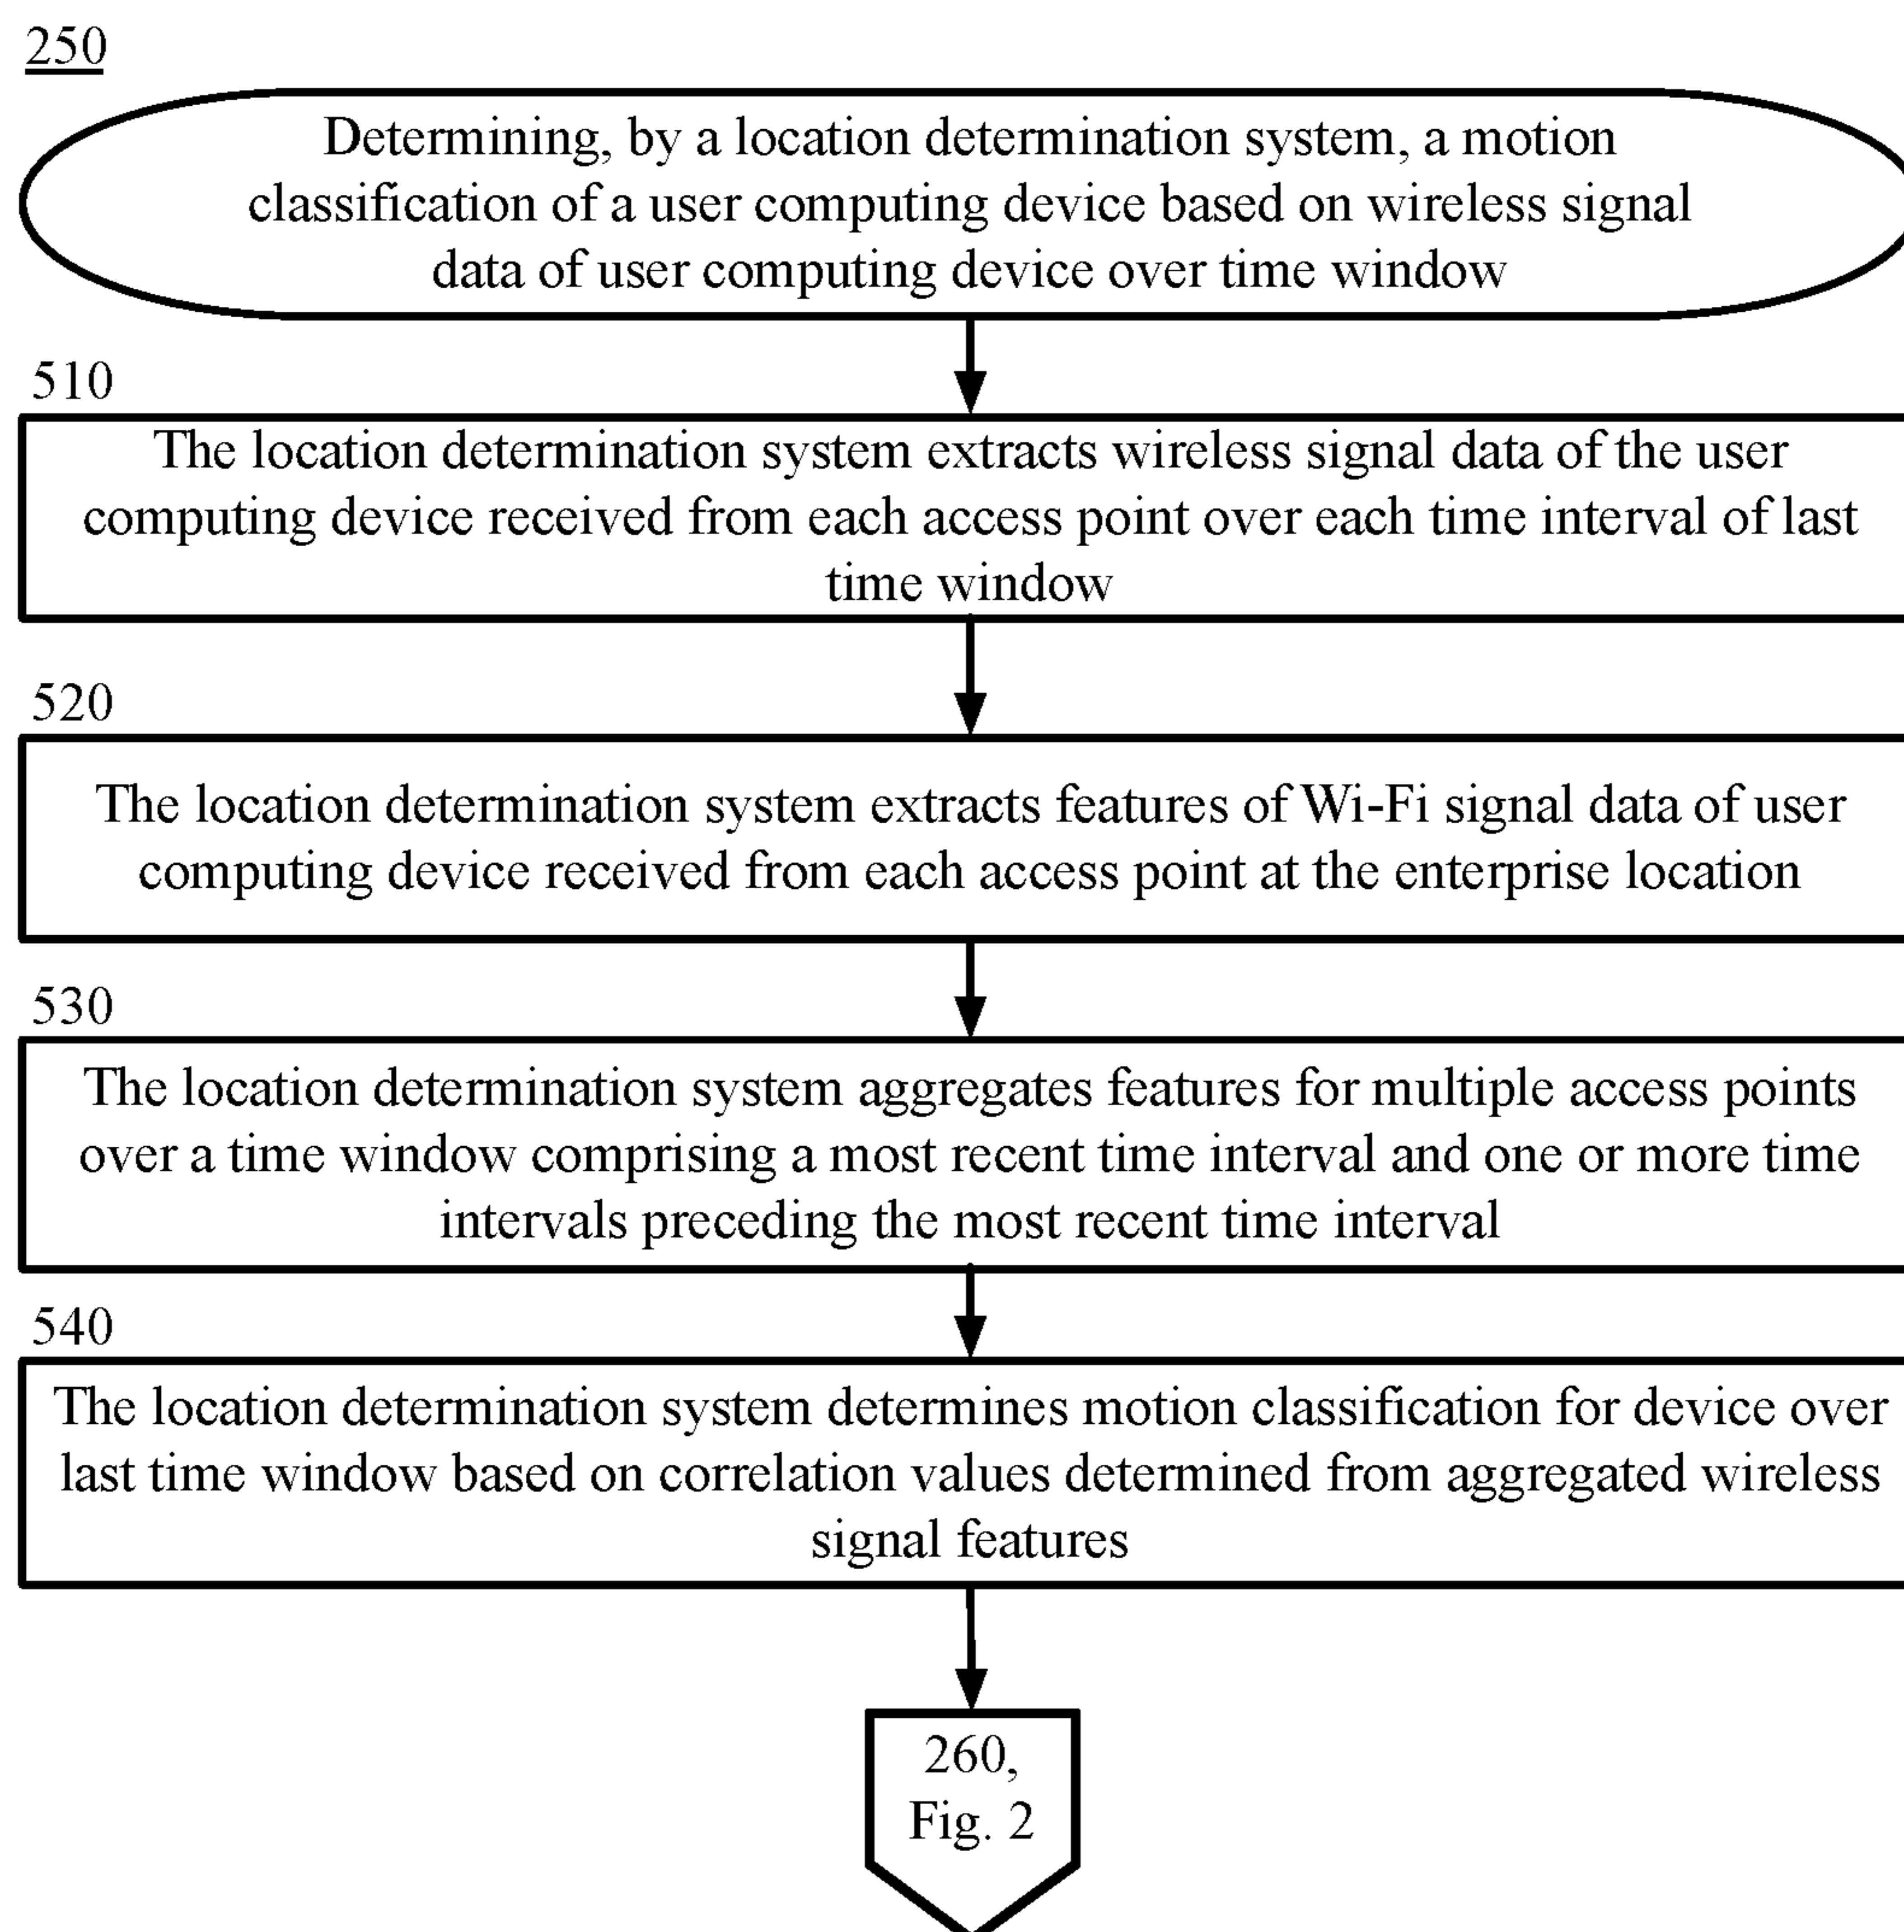 250
Determining, by a location determination system, a motion
classification of a user computing device based on wireless signal
data of user computing device over time window
510
The location determination system extracts wireless signal data of the user
computing device received from each access point over each time interval of last
time window
520
The location determination system extracts features of Wi-Fi signal data of user
computing device received from each access point at the enterprise location
530
The location determination system aggregates features for multiple access points
over a time window comprising a most recent time interval and one or more time
intervals preceding the most recent time interval
540
The location determination system determines motion classification for device over
last time window based on correlation values determined from aggregated wireless
signal features
260,
Fig. 2